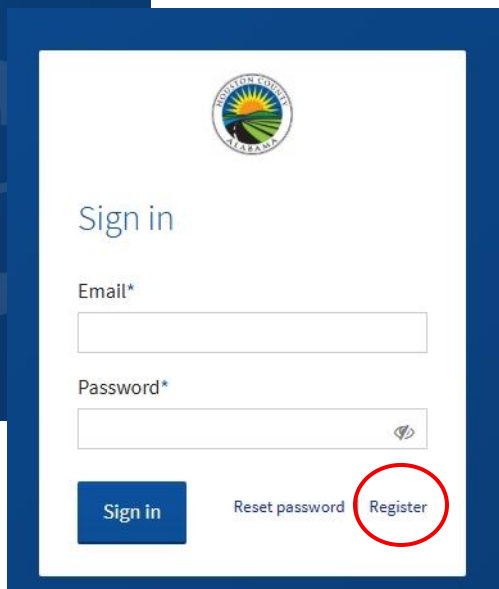 HOUSTON COUNTY
ALABAMA
Sign in
Email*
Password*
Sign in Reset password Register